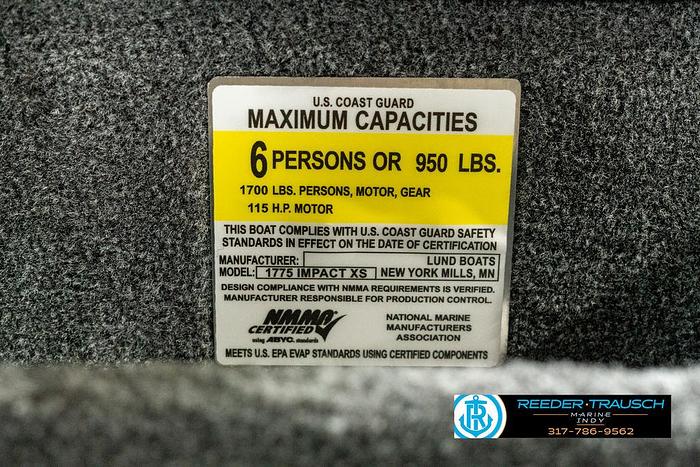 U.S. COAST GUARD
MAXIMUM CAPACITIES
6 PERSONS OR 950 LBS.
1700 LBS. PERSONS, MOTOR, GEAR
115 H.P. MOTOR
THIS BOAT COMPLIES WITH U.S. COAST GUARD SAFETY
STANDARDS IN EFFECT ON THE DATE OF CERTIFICATION
MANUFACTURER: LUND BOATS
MODEL: 1775 IMPACT XS NEW YORK MILLS, MN
DESIGN COMPLIANCE WITH NMMA REQUIREMENTS IS VERIFIED.
MANUFACTURER RESPONSIBLE FOR PRODUCTION CONTROL.
NMMA
CERTIFIED
using ABYC. standards
NATIONAL MARINE
MANUFACTURERS
ASSOCIATION
MEETS U.S. EPA EVAP STANDARDS USING CERTIFIED COMPONENTS
REEDER·TRAUSCH
MARINE
INDY
317-786-9562